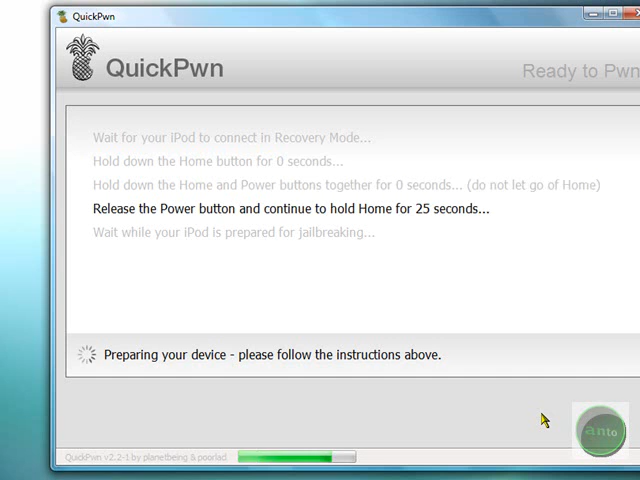 QuickPwn
QuickPwn
Ready to Pwn
Wait for your iPod to connect in Recovery Mode...
Hold down the Home button for 0 seconds...
Hold down the Home and Power buttons together for 0 seconds... (do not let go of Home)
Release the Power button and continue to hold Home for 25 seconds...
Wait while your iPod is prepared for jailbreaking...
Preparing your device - please follow the instructions above.
anto
QuickPwn v2.2-1 by planetbeing & poorlad